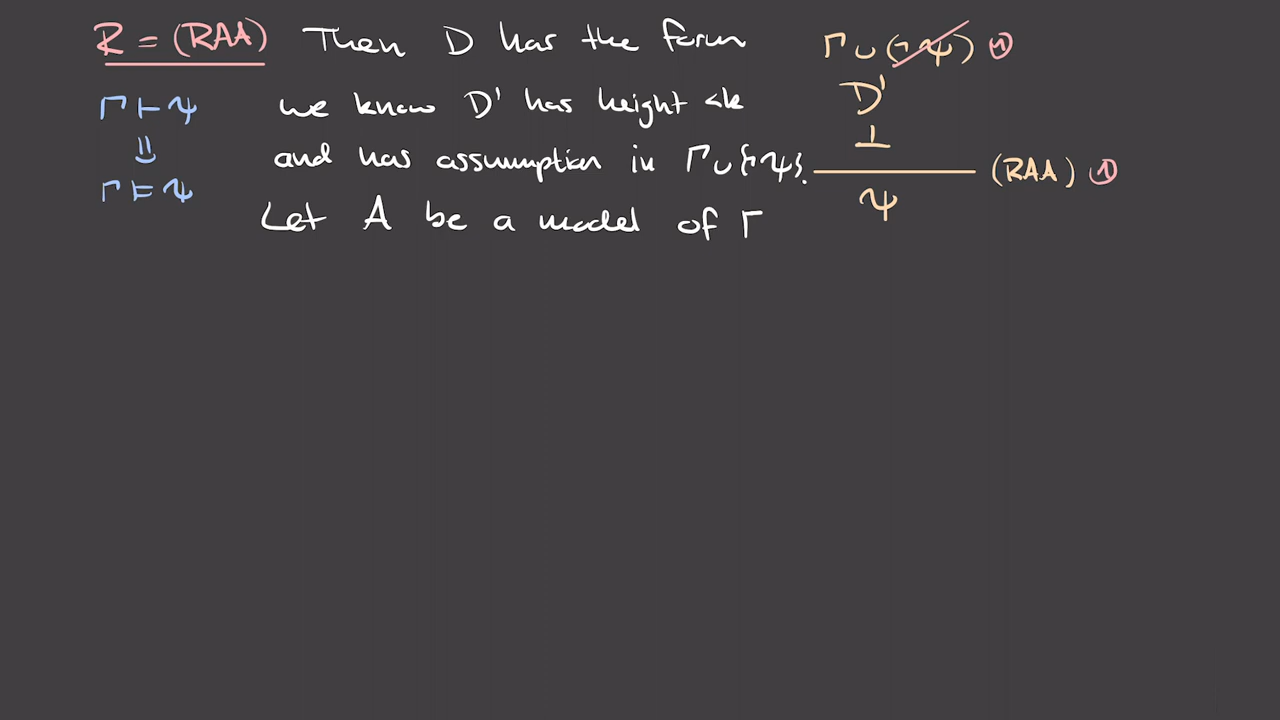 R = (RAA) Then D has the form
Γ ∪ {¬ψ} ①
Γ ⊢ ψ
⇓
Γ ⊨ ψ
we know D' has height <k
and has assumption in Γ∪{¬ψ}.
Let A be a model of Γ
D'
⊥
(RAA) ①
ψ